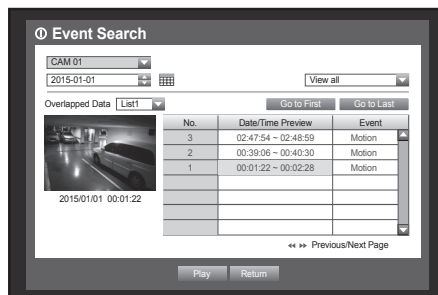 Event Search
CAM 01
2015-01-01
View all
Overlapped Data List1
Go to First Go to Last
No. Date/Time Preview Event
3 02:47:54 ~ 02:48:59 Motion
2 00:39:06 ~ 00:40:30 Motion
1 00:01:22 ~ 00:02:28 Motion
2015/01/01 00:01:22
Previous/Next Page
Play Return